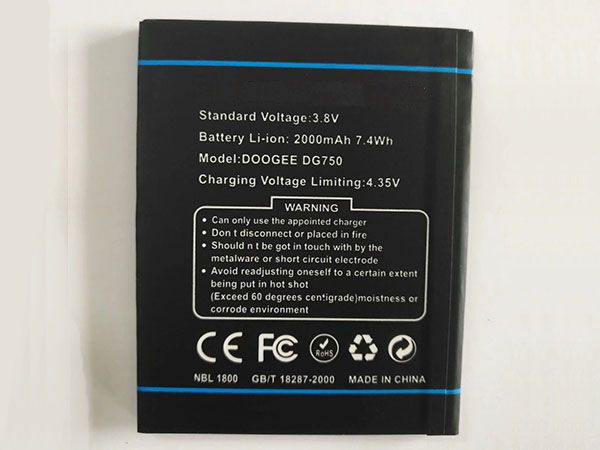 Standard Voltage:3.8V
Battery Li-ion: 2000mAh 7.4Wh
Model:DOOGEE DG750
Charging Voltage Limiting:4.35V
WARNING
• Can only use the appointed charger
• Don t disconnect or placed in fire
• Should n t be got in touch with by the
metalware or short circuit electrode
• Avoid readjusting oneself to a certain extent
being put in hot shot
(Exceed 60 degrees centigrade)moistness or
corrode environment
CE FC RoHS
NBL 1800 GB/T 18287-2000 MADE IN CHINA